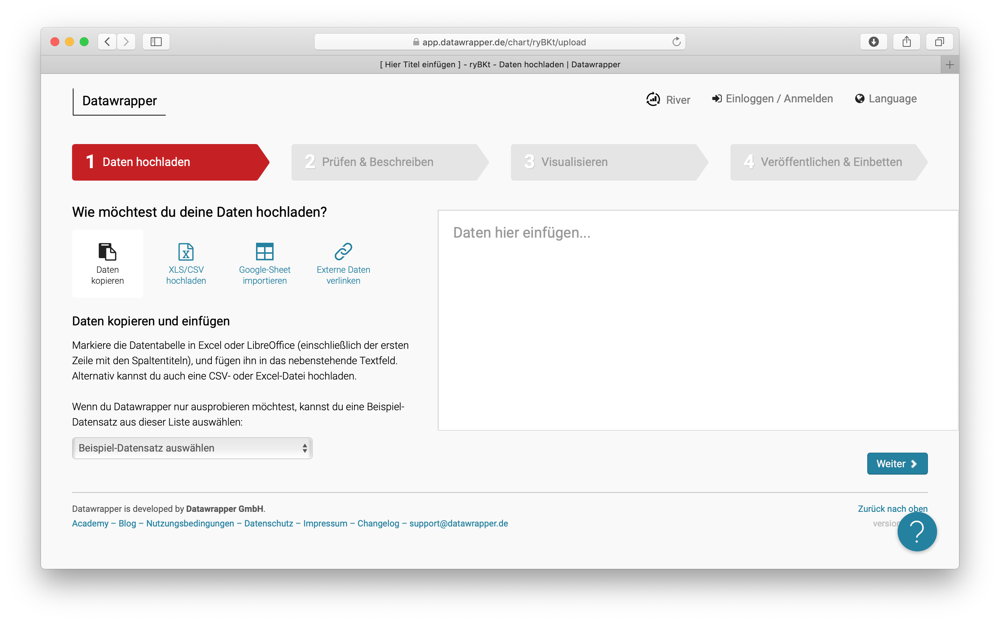 app.datawrapper.de/chart/ryBKt/upload
[ Hier Titel einfügen ] - ryBKt - Daten hochladen | Datawrapper
Datawrapper
River
Einloggen / Anmelden
Language
1 Daten hochladen
2 Prüfen & Beschreiben
3 Visualisieren
4 Veröffentlichen & Einbetten
Wie möchtest du deine Daten hochladen?
Daten
kopieren
XLS/CSV
hochladen
Google-Sheet
importieren
Externe Daten
verlinken
Daten kopieren und einfügen
Markiere die Datentabelle in Excel oder LibreOffice (einschließlich der ersten
Zeile mit den Spaltentiteln), und fügen ihn in das nebenstehende Textfeld.
Alternativ kannst du auch eine CSV- oder Excel-Datei hochladen.
Wenn du Datawrapper nur ausprobieren möchtest, kannst du eine Beispiel-
Datensatz aus dieser Liste auswählen:
Beispiel-Datensatz auswählen
Daten hier einfügen...
Weiter
Datawrapper is developed by Datawrapper GmbH.
Academy – Blog – Nutzungsbedingungen – Datenschutz – Impressum – Changelog – support@datawrapper.de
Zurück nach oben
version
?